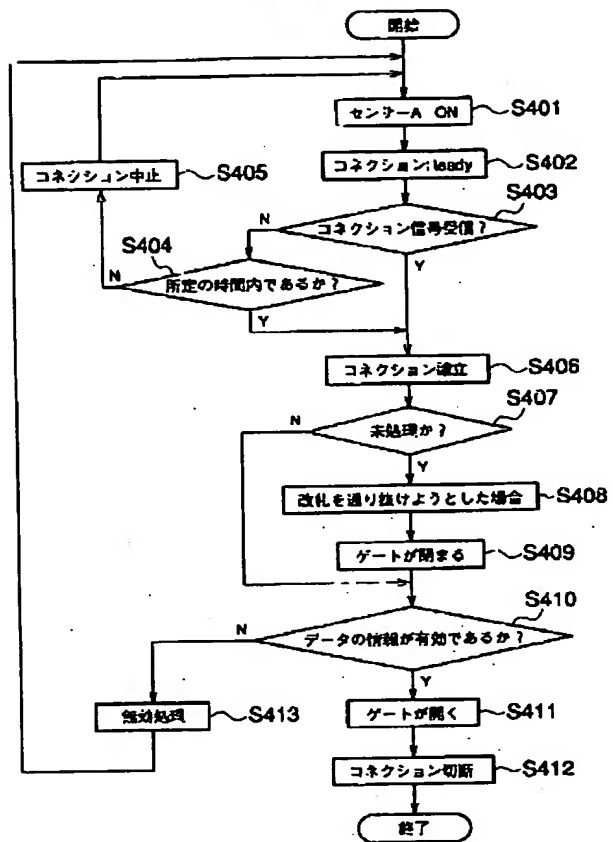 開始
センサーA ON
S401
コネクション:ready
S402
コネクション信号受信?
S403
N
Y
所定の時間内であるか?
S404
N
Y
コネクション中止
S405
コネクション確立
S406
未処理か?
S407
N
Y
改札を通り抜けようとした場合
S408
ゲートが閉まる
S409
データの情報が有効であるか?
S410
N
Y
無効処理
S413
ゲートが開く
S411
コネクション切断
S412
終了